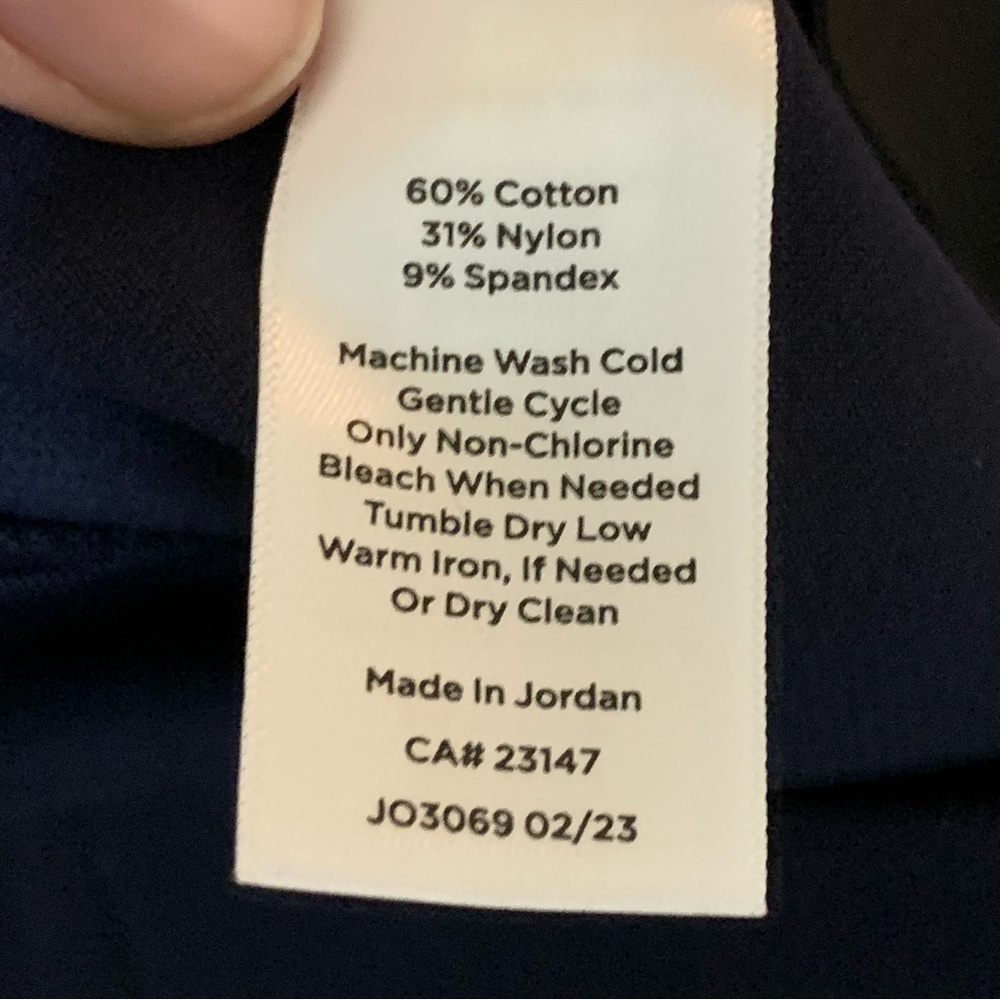 60% Cotton
31% Nylon
9% Spandex
Machine Wash Cold
Gentle Cycle
Only Non-Chlorine
Bleach When Needed
Tumble Dry Low
Warm Iron, If Needed
Or Dry Clean
Made In Jordan
CA# 23147
JO3069 02/23